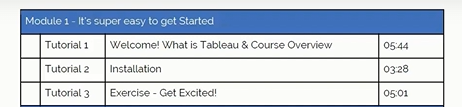 Module 1 - It's super easy to get Started
Tutorial 1 Welcome! What is Tableau & Course Overview 05:44
Tutorial 2 Installation 03:28
Tutorial 3 Exercise - Get Excited! 05:01